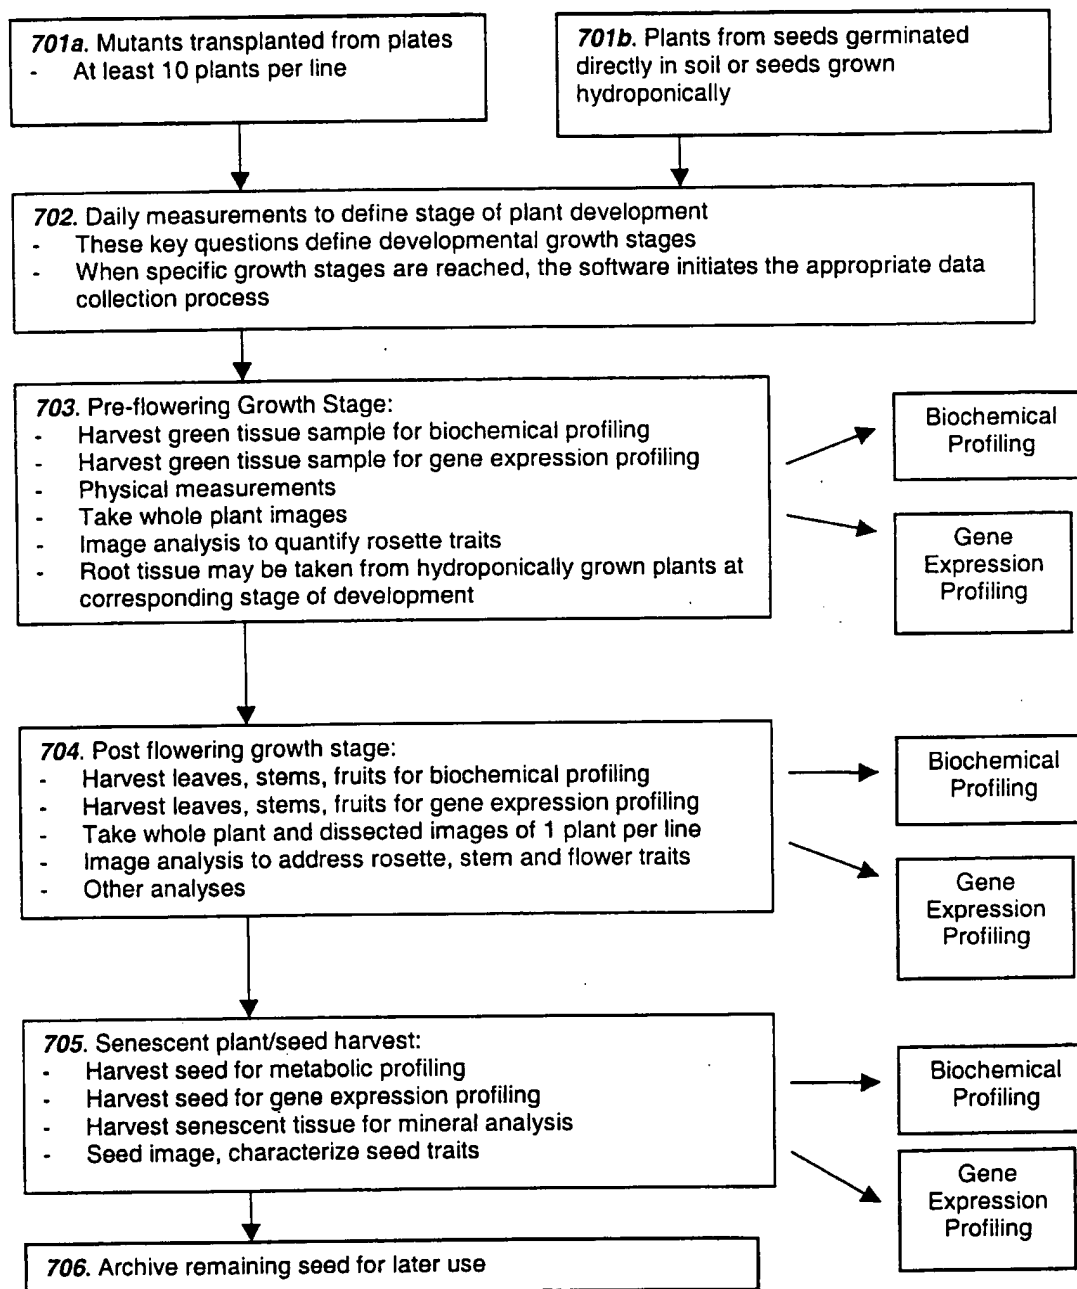 701a. Mutants transplanted from plates
- At least 10 plants per line
701b. Plants from seeds germinated
directly in soil or seeds grown
hydroponically
702. Daily measurements to define stage of plant development
- These key questions define developmental growth stages
- When specific growth stages are reached, the software initiates the appropriate data
collection process
703. Pre-flowering Growth Stage:
- Harvest green tissue sample for biochemical profiling
- Harvest green tissue sample for gene expression profiling
- Physical measurements
- Take whole plant images
- Image analysis to quantify rosette traits
- Root tissue may be taken from hydroponically grown plants at
corresponding stage of development
Biochemical
Profiling
Gene
Expression
Profiling
704. Post flowering growth stage:
- Harvest leaves, stems, fruits for biochemical profiling
- Harvest leaves, stems, fruits for gene expression profiling
- Take whole plant and dissected images of 1 plant per line
- Image analysis to address rosette, stem and flower traits
- Other analyses
Biochemical
Profiling
Gene
Expression
Profiling
705. Senescent plant/seed harvest:
- Harvest seed for metabolic profiling
- Harvest seed for gene expression profiling
- Harvest senescent tissue for mineral analysis
- Seed image, characterize seed traits
Biochemical
Profiling
Gene
Expression
Profiling
706. Archive remaining seed for later use